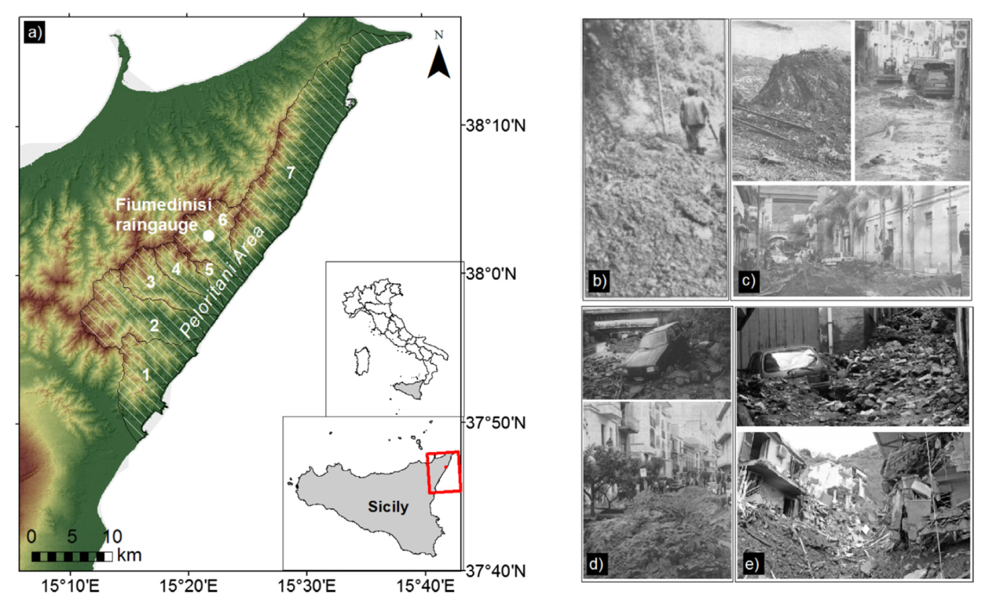 a)
N
38°10'N
7
Fiumedinisi
raingauge
6
Peloritani Area
38°0'N
3
4
5
2
1
37°50'N
Sicily
0 5 10
km
37°40'N
15°10'E 15°20'E 15°30'E 15°40'E
b)
c)
d)
e)